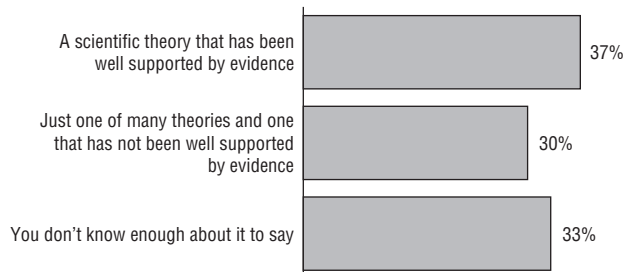 A scientific theory that has been
well supported by evidence
37%
Just one of many theories and one
that has not been well supported
by evidence
30%
You don't know enough about it to say
33%